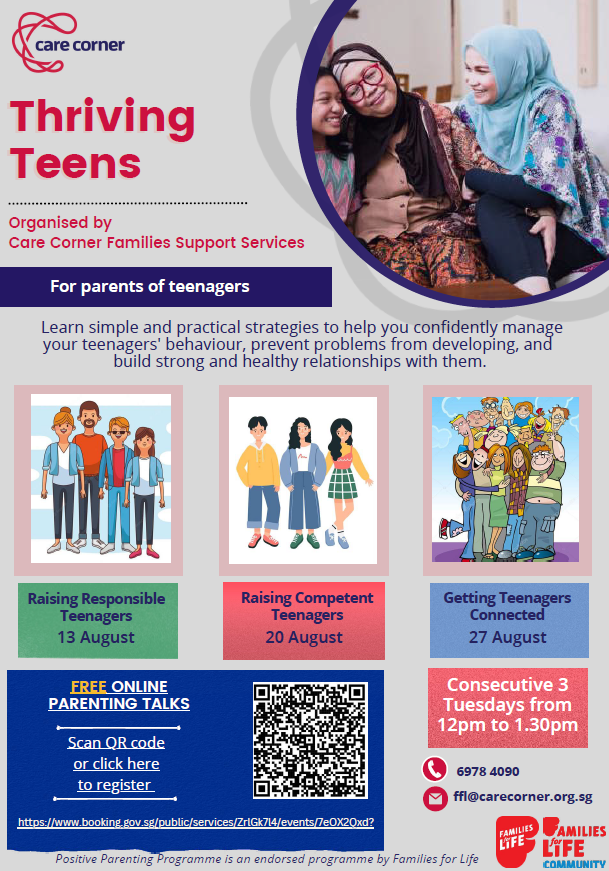 care corner
Thriving
Teens
Organised by
Care Corner Families Support Services
For parents of teenagers
Learn simple and practical strategies to help you confidently manage
your teenagers' behaviour, prevent problems from developing, and
build strong and healthy relationships with them.
Raising Responsible
Teenagers
13 August
Raising Competent
Teenagers
20 August
Getting Teenagers
Connected
27 August
FREE ONLINE
PARENTING TALKS
Scan QR code
or click here
to register
https://www.booking.gov.sg/public/services/ZrlGk7l4/events/7eOX2Oxd?
Consecutive 3
Tuesdays from
12pm to 1.30pm
6978 4090
ffl@carecorner.org.sg
FAMILIES
for
LIFE
FAMILIES
for
LIFE
COMMUNITY
Positive Parenting Programme is an endorsed programme by Families for Life